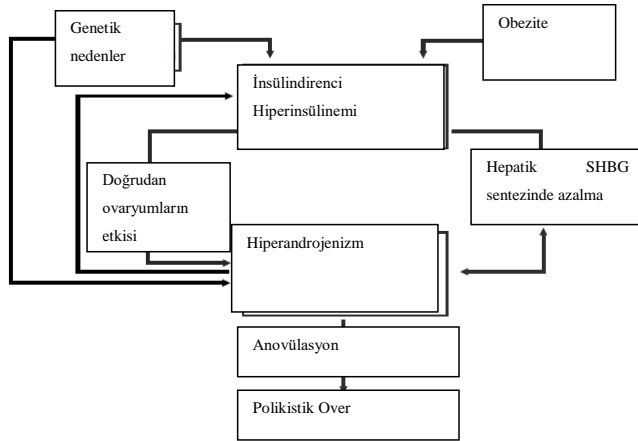 Genetik
nedenler
Obezite
İnsülindirenci
Hiperinsülinemi
Doğrudan
ovaryumların
etkisi
Hepatik SHBG
sentezinde azalma
Hiperandrojenizm
Anovülasyon
Polikistik Over